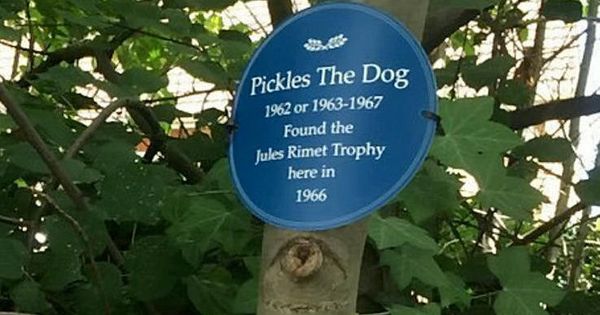 Pickles The Dog
1962 or 1963-1967
Found the
Jules Rimet Trophy
here in
1966